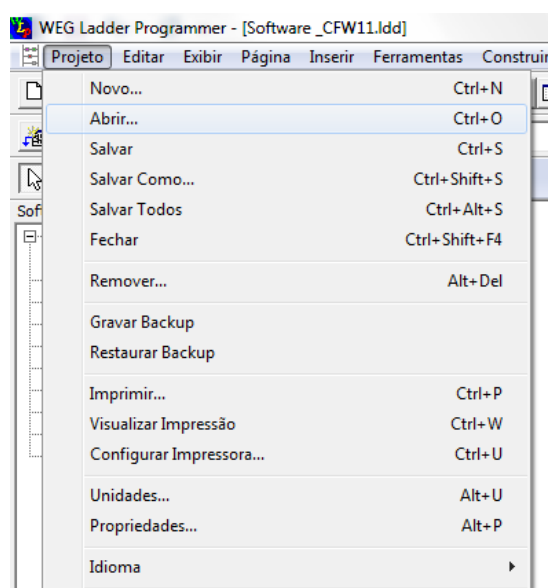 WEG Ladder Programmer - [Software _CFW11.ldd]
Projeto Editar Exibir Página Inserir Ferramentas Construir
Novo... Ctrl+N
Abrir... Ctrl+O
Salvar Ctrl+S
Salvar Como... Ctrl+Shift+S
Salvar Todos Ctrl+Alt+S
Fechar Ctrl+Shift+F4
Remover... Alt+Del
Gravar Backup
Restaurar Backup
Imprimir... Ctrl+P
Visualizar Impressão Ctrl+W
Configurar Impressora... Ctrl+U
Unidades... Alt+U
Propriedades... Alt+P
Idioma